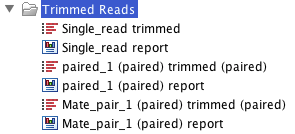 Trimmed Reads
Single_read trimmed
Single_read report
paired_1 (paired) trimmed (paired)
paired_1 (paired) report
Mate_pair_1 (paired) trimmed (paired)
Mate_pair_1 (paired) report